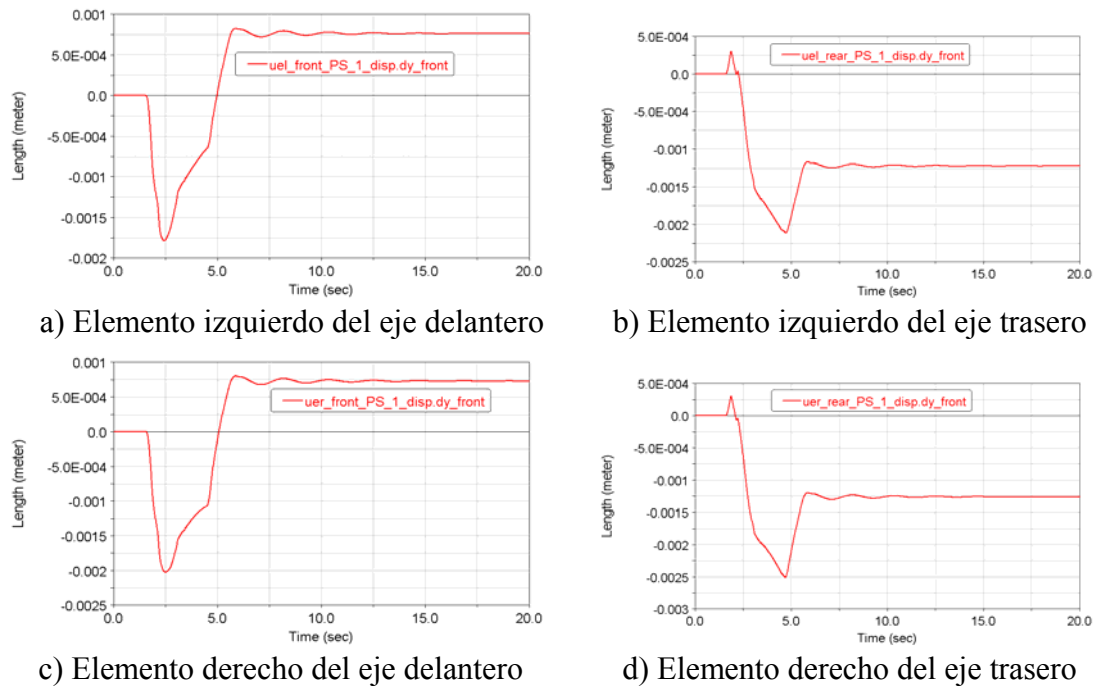 0.001
5.0E-004
0.0
-5.0E-004
-0.001
-0.0015
-0.002
Length (meter)
uel_front_PS_1_disp.dy_front
0.0 5.0 10.0 15.0 20.0
Time (sec)
a) Elemento izquierdo del eje delantero
5.0E-004
0.0
-5.0E-004
-0.001
-0.0015
-0.002
-0.0025
Length (meter)
uel_rear_PS_1_disp.dy_front
0.0 5.0 10.0 15.0 20.0
Time (sec)
b) Elemento izquierdo del eje trasero
0.001
5.0E-004
0.0
-5.0E-004
-0.001
-0.0015
-0.002
-0.0025
Length (meter)
uer_front_PS_1_disp.dy_front
0.0 5.0 10.0 15.0 20.0
Time (sec)
c) Elemento derecho del eje delantero
5.0E-004
0.0
-5.0E-004
-0.001
-0.0015
-0.002
-0.0025
-0.003
Length (meter)
uer_rear_PS_1_disp.dy_front
0.0 5.0 10.0 15.0 20.0
Time (sec)
d) Elemento derecho del eje trasero